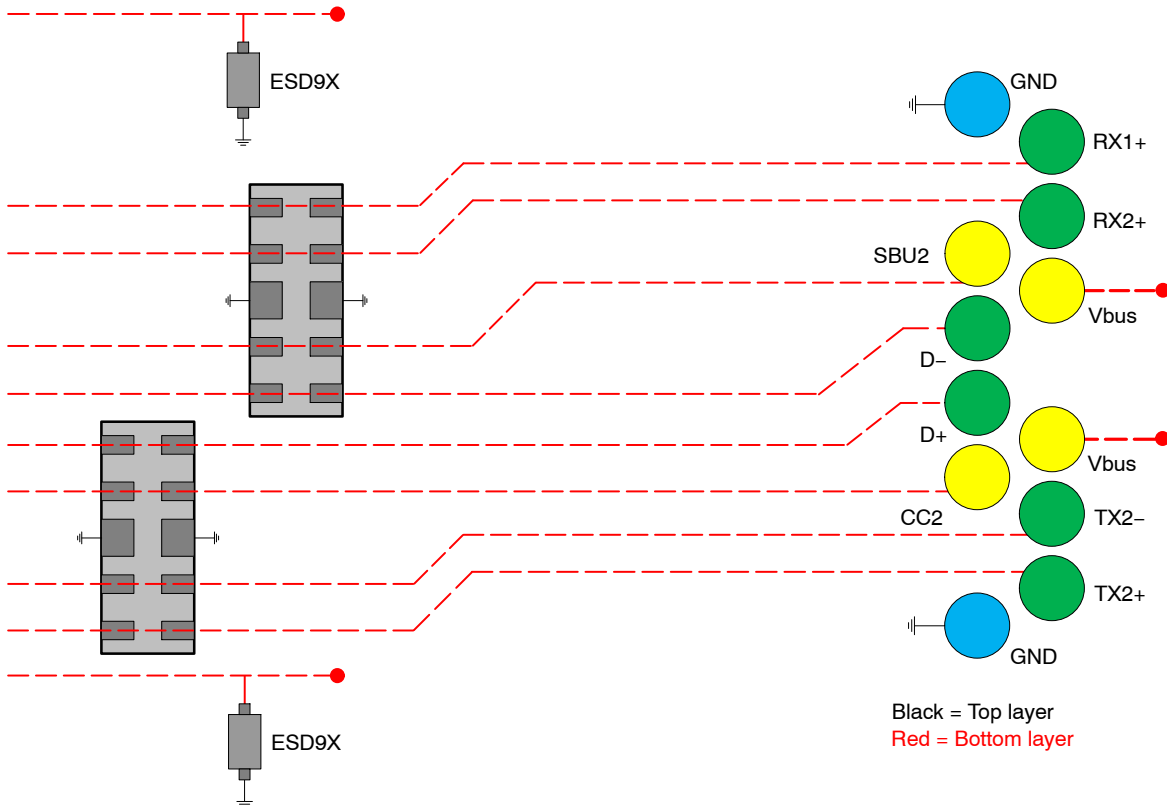 ESD9X
GND
RX1+
RX2+
SBU2
Vbus
D−
D+
Vbus
CC2
TX2−
TX2+
GND
Black = Top layer
Red = Bottom layer
ESD9X